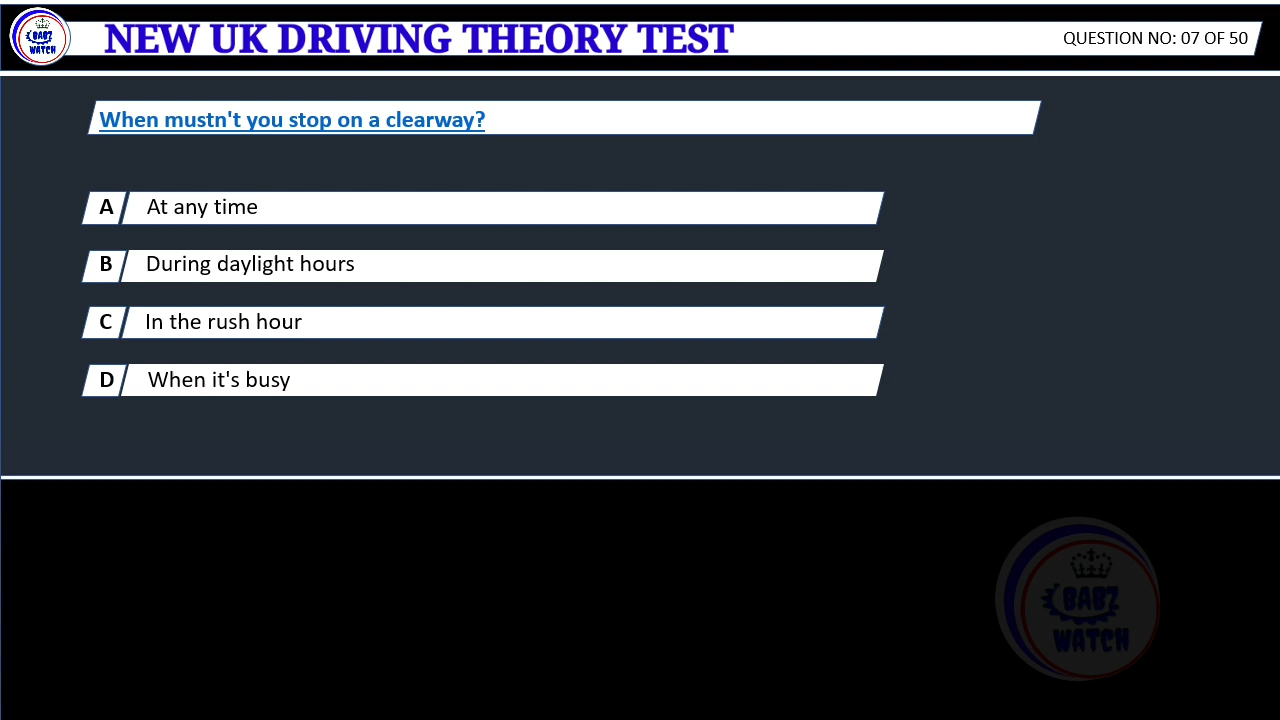 BABZ
WATCH
NEW UK DRIVING THEORY TEST
QUESTION NO: 07 OF 50
When mustn't you stop on a clearway?
A At any time
B During daylight hours
C In the rush hour
D When it's busy
BABZ
WATCH